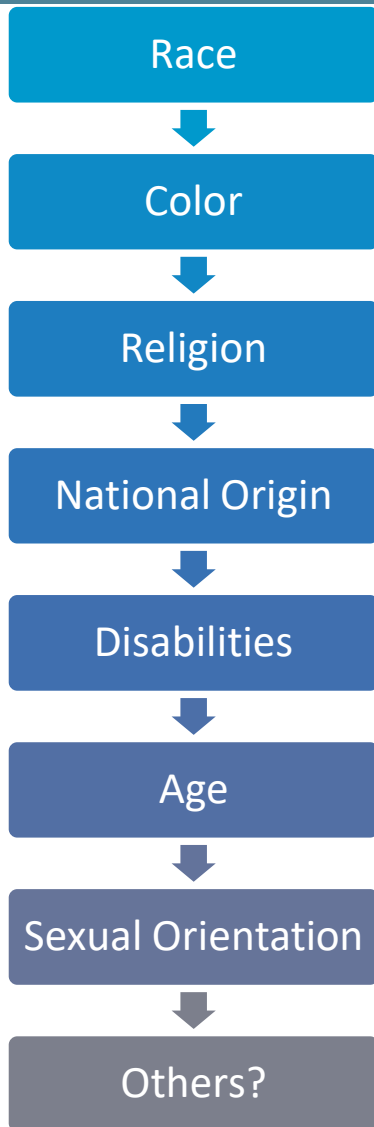 Race
Color
Religion
National Origin
Disabilities
Age
Sexual Orientation
Others?